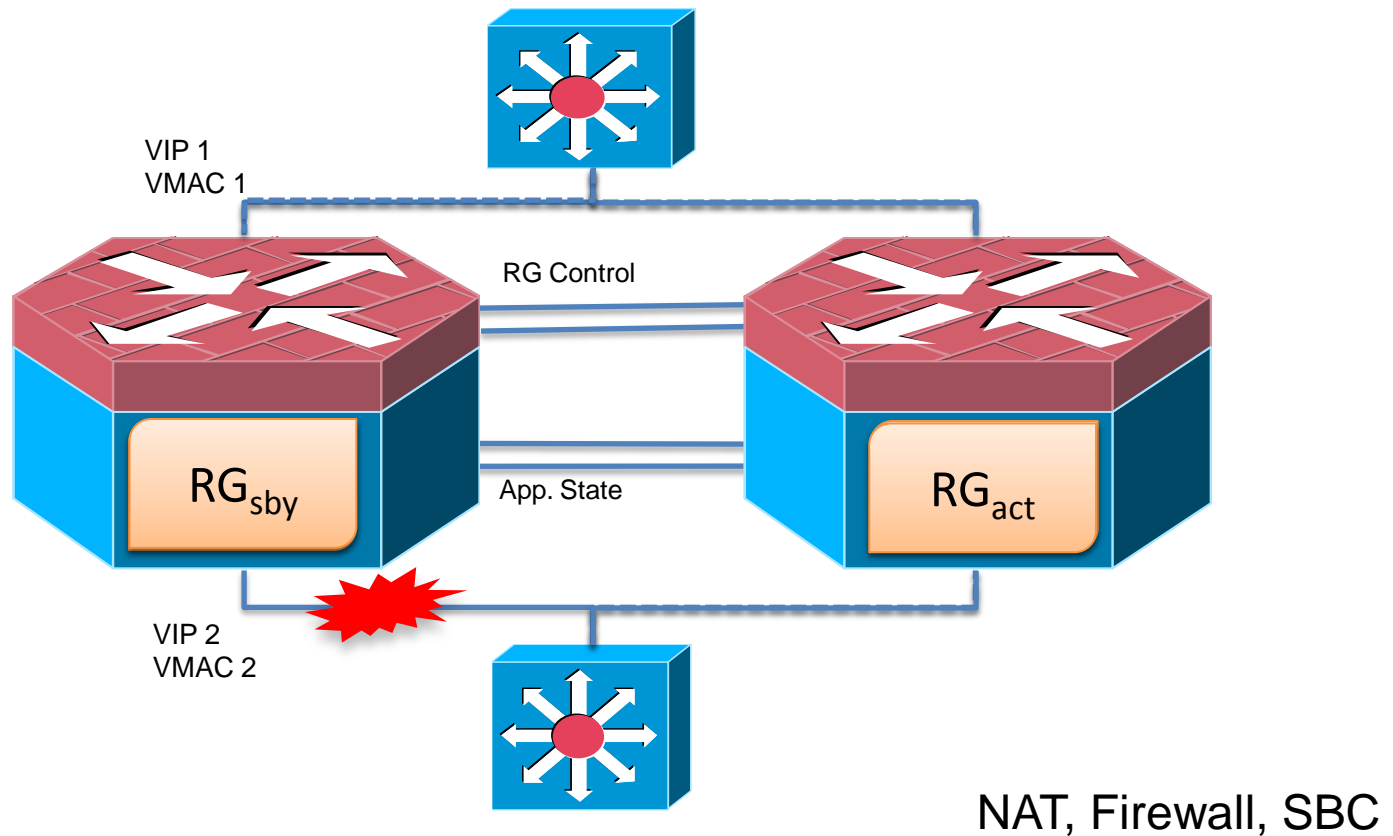 VIP 1
VMAC 1
RG Control
RGsby
RGact
App. State
VIP 2
VMAC 2
NAT, Firewall, SBC